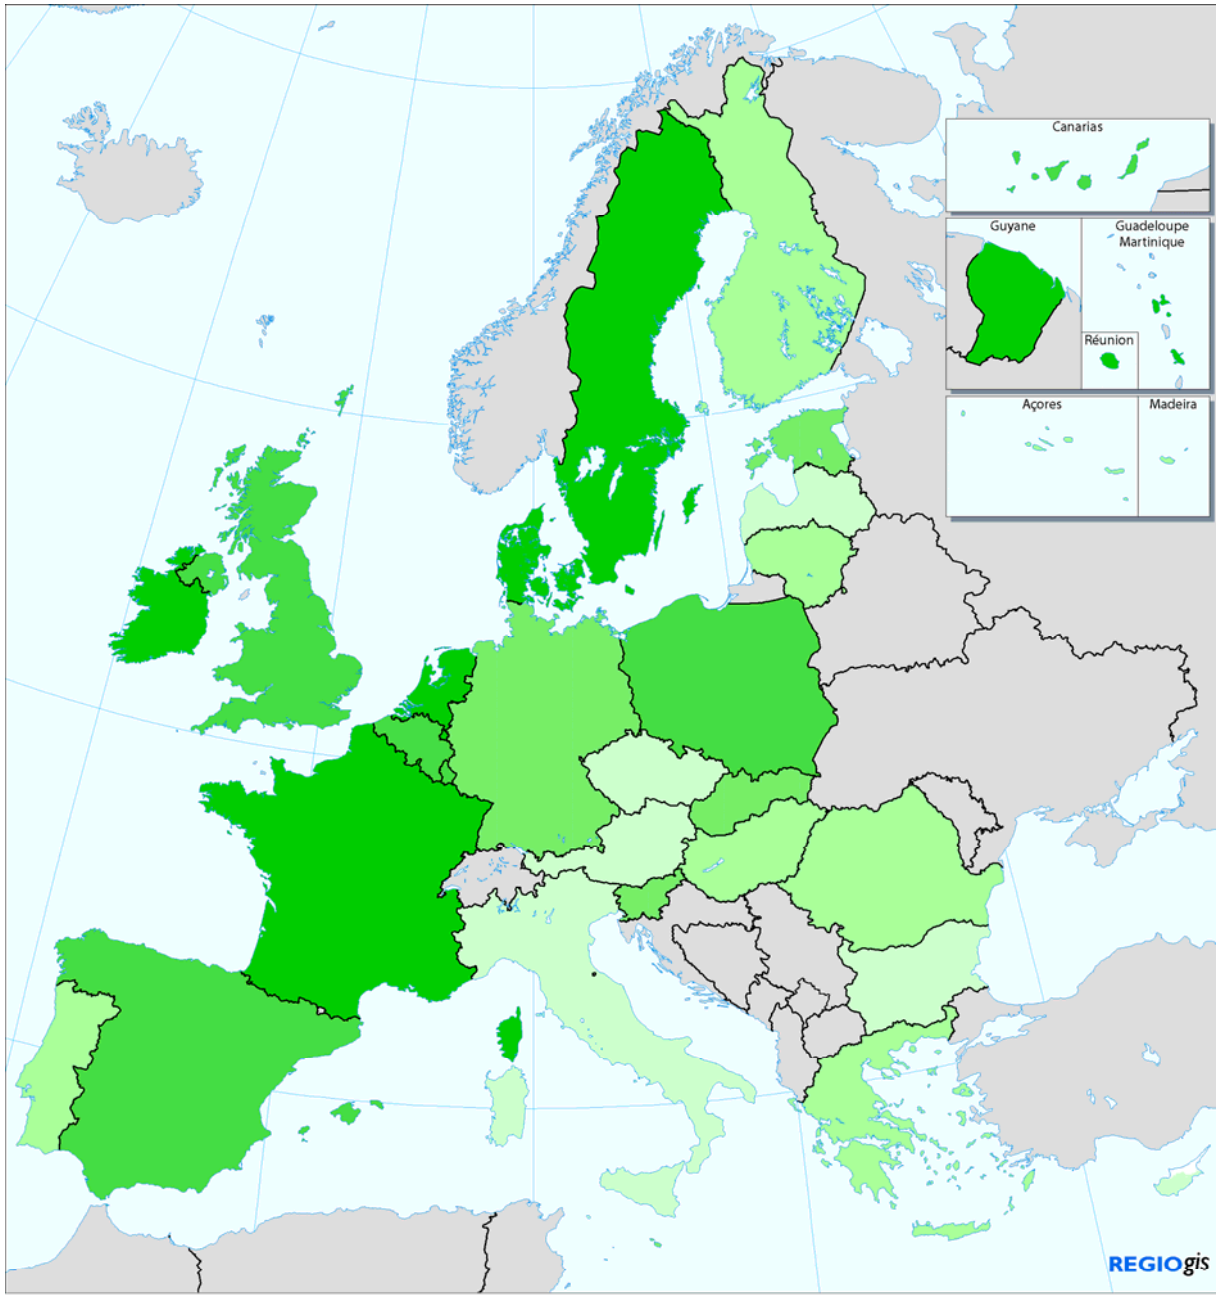 Canarias
Guyane
Guadeloupe
Martinique
Réunion
Açores
Madeira
REGIOgis